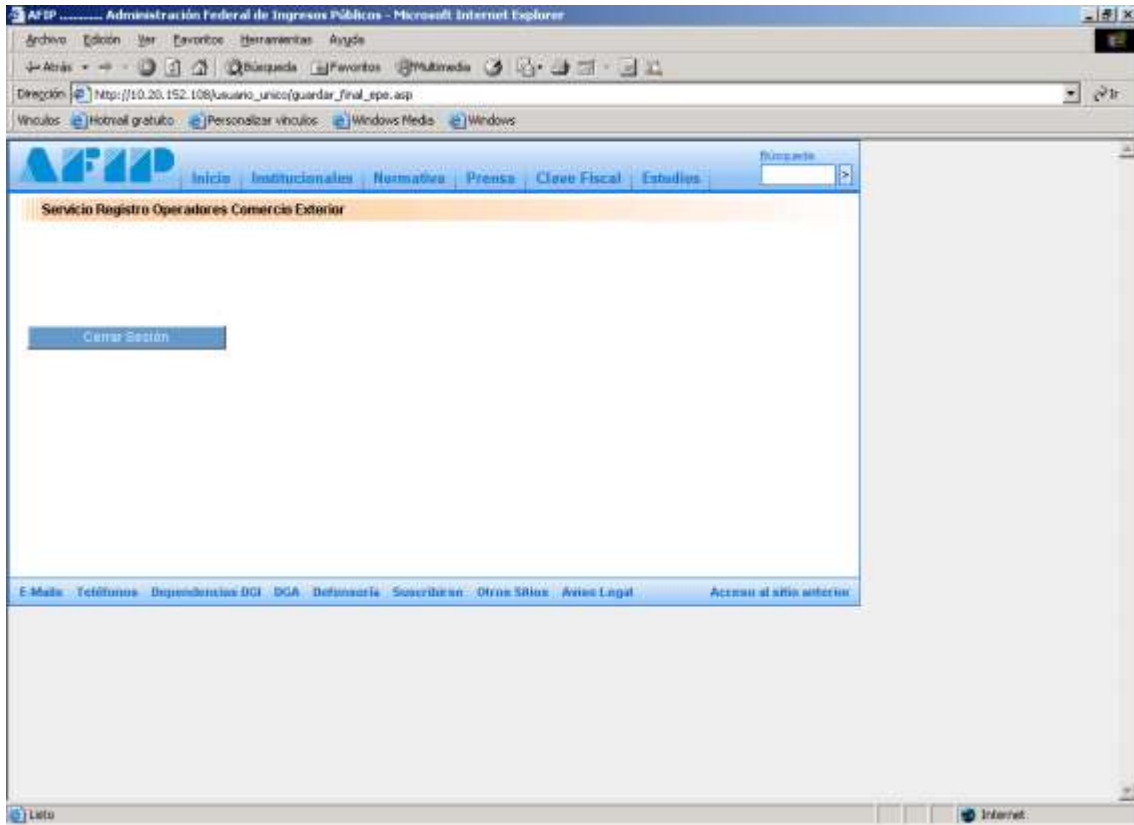 AFIP .......... Administración Federal de Ingresos Públicos - Microsoft Internet Explorer
Archivo Edición Ver Favoritos Herramientas Ayuda
Atrás Búsqueda Favoritos Multimedia
Dirección http://10.20.152.108/usuario_unico/guardar_final_epe.asp Ir
Vínculos Hotmail gratuito Personalizar vínculos Windows Media Windows
Búsqueda
AFIP Inicio Institucionales Normativa Prensa Clave Fiscal Estudios >
Servicio Registro Operadores Comercio Exterior
Cerrar Sesión
E-Mails Teléfonos Dependencias DGI DGA Defensoría Suscribirse Otros Sitios Aviso Legal Acceso al sitio anterior
Listo Internet